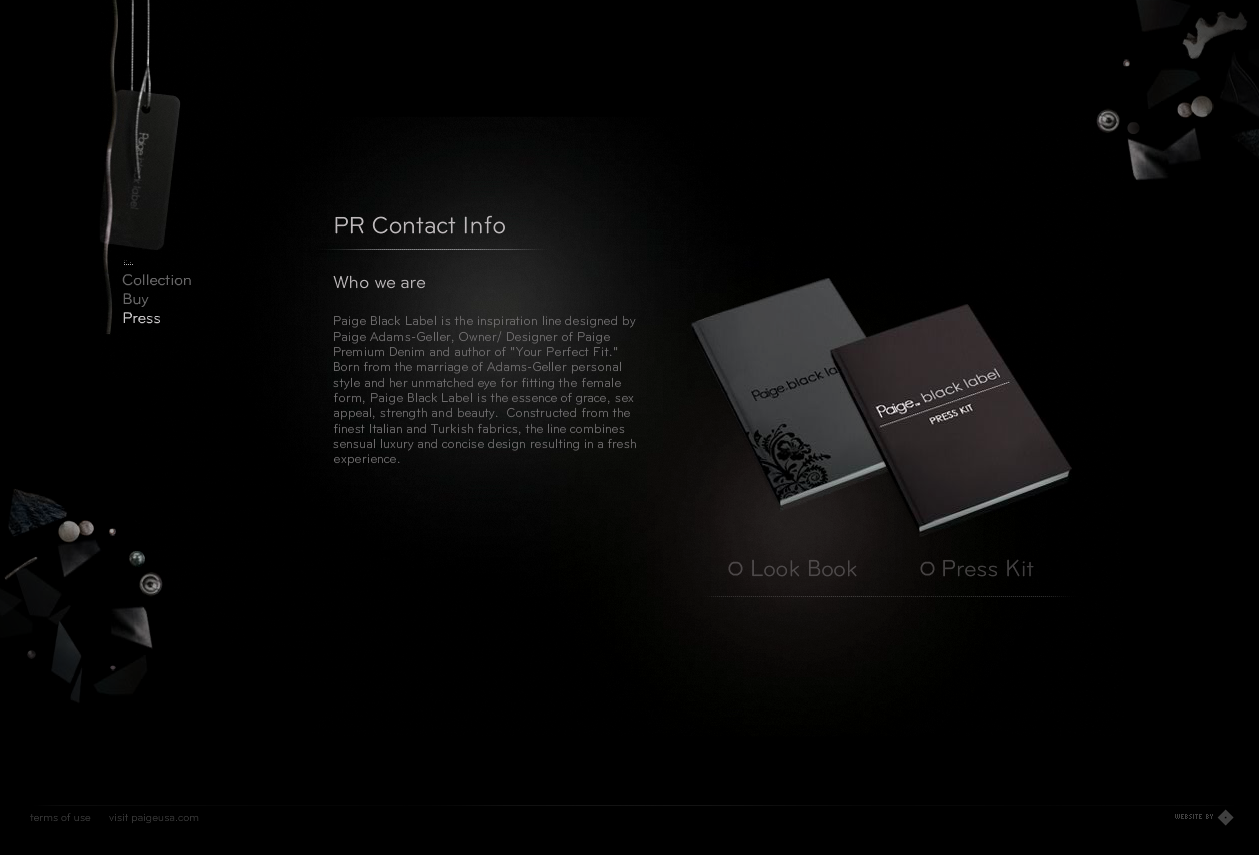 Paige black label
Collection
Buy
Press
PR Contact Info
Who we are
Paige Black Label is the inspiration line designed by
Paige Adams-Geller, Owner/ Designer of Paige
Premium Denim and author of "Your Perfect Fit."
Born from the marriage of Adams-Geller personal
style and her unmatched eye for fitting the female
form, Paige Black Label is the essence of grace, sex
appeal, strength and beauty.  Constructed from the
finest Italian and Turkish fabrics, the line combines
sensual luxury and concise design resulting in a fresh
experience.
Paige black la
Paige black label
PRESS KIT
Look Book
Press Kit
terms of use
visit paigeusa.com
WEBSITE BY